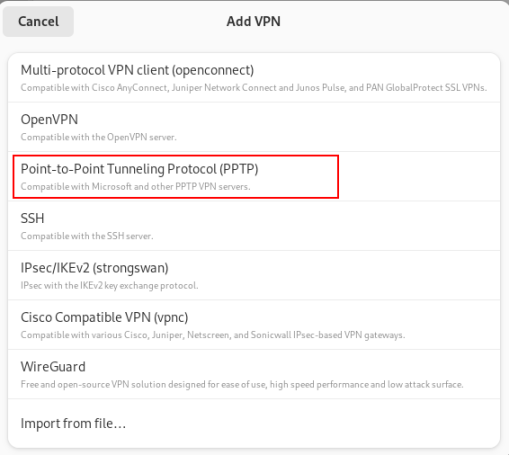 Cancel
Add VPN
Multi-protocol VPN client (openconnect)
Compatible with Cisco AnyConnect, Juniper Network Connect and Junos Pulse, and PAN GlobalProtect SSL VPNs.
OpenVPN
Compatible with the OpenVPN server.
Point-to-Point Tunneling Protocol (PPTP)
Compatible with Microsoft and other PPTP VPN servers.
SSH
Compatible with the SSH server.
IPsec/IKEv2 (strongswan)
IPsec with the IKEv2 key exchange protocol.
Cisco Compatible VPN (vpnc)
Compatible with various Cisco, Juniper, Netscreen, and Sonicwall IPsec-based VPN gateways.
WireGuard
Free and open-source VPN solution designed for ease of use, high speed performance and low attack surface.
Import from file…